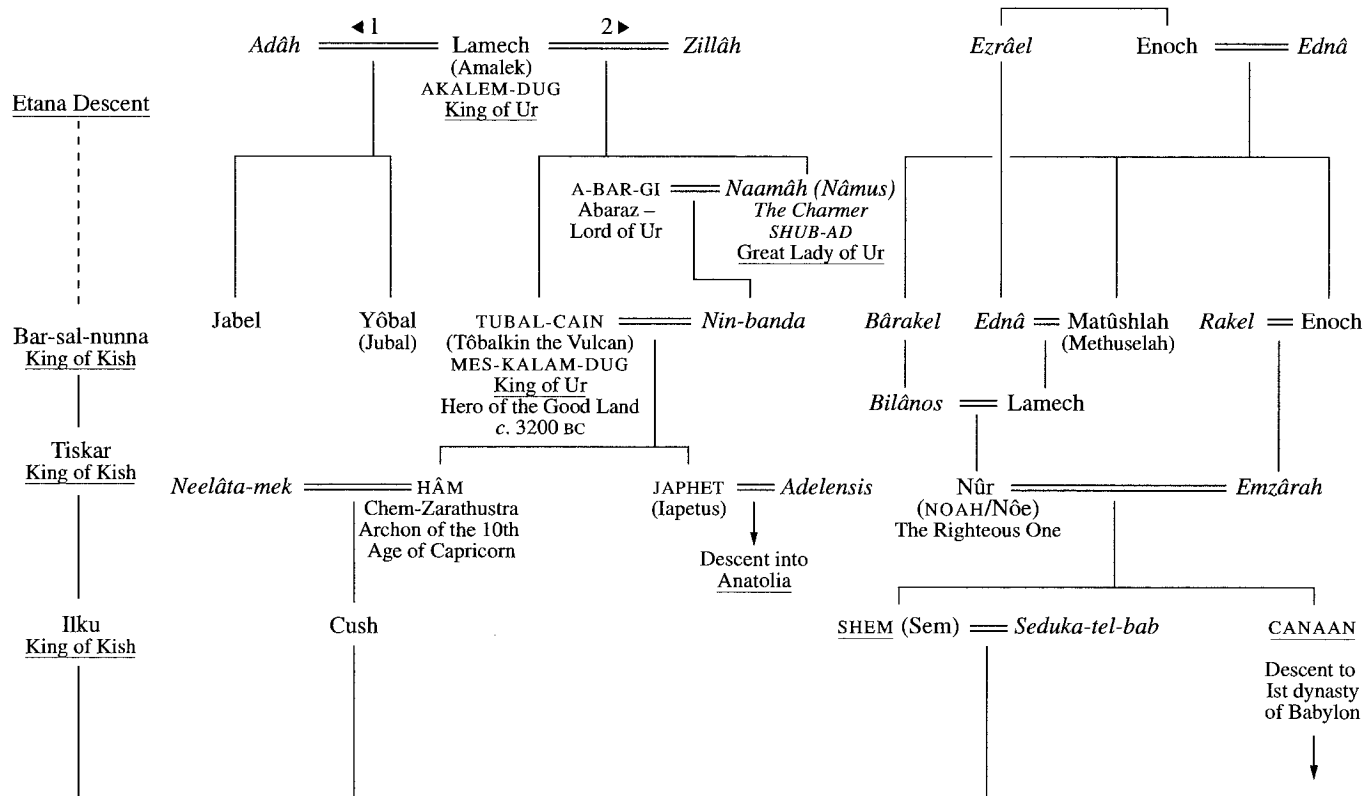 ◄ 1
2 ►
Adâh
Lamech
Zillâh
Ezrâel
Enoch
Ednâ
(Amalek)
AKALEM-DUG
King of Ur
Etana Descent
A-BAR-GI
Naamâh (Nâmus)
Abaraz –
The Charmer
Lord of Ur
SHUB-AD
Great Lady of Ur
Bar-sal-nunna
King of Kish
Jabel
Yôbal
(Jubal)
TUBAL-CAIN
Nin-banda
(Tôbalkin the Vulcan)
MES-KALAM-DUG
King of Ur
Hero of the Good Land
c. 3200 BC
Bârakel
Ednâ
Matûshlah
(Methuselah)
Rakel
Enoch
Bilânos
Lamech
Tiskar
King of Kish
Neelâta-mek
HÂM
Chem-Zarathustra
Archon of the 10th
Age of Capricorn
JAPHET
Adelensis
(Iapetus)
Descent into
Anatolia
Nûr
Emzârah
(NOAH/Nôe)
The Righteous One
Ilku
King of Kish
Cush
SHEM (Sem)
Seduka-tel-bab
CANAAN
Descent to
Ist dynasty
of Babylon